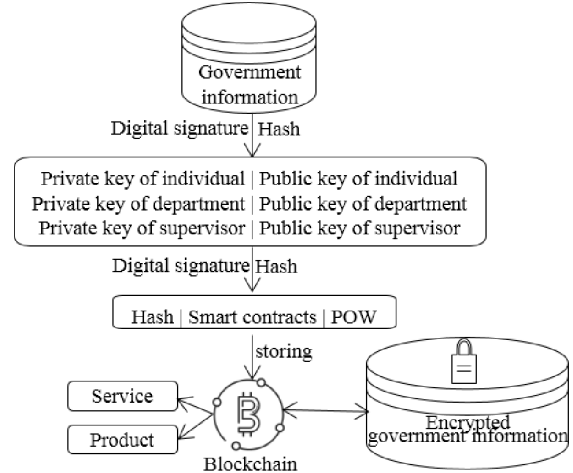 Government
information
Digital signature Hash
Private key of individual | Public key of individual
Private key of department | Public key of department
Private key of supervisor | Public key of supervisor
Digital signature Hash
Hash | Smart contracts | POW
storing
Service
Product
Encrypted
government information
Blockchain